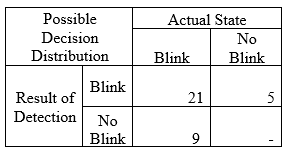 Possible Decision Distribution
Actual State
Blink
No Blink
Result of Detection
Blink
21
5
No Blink
9
-